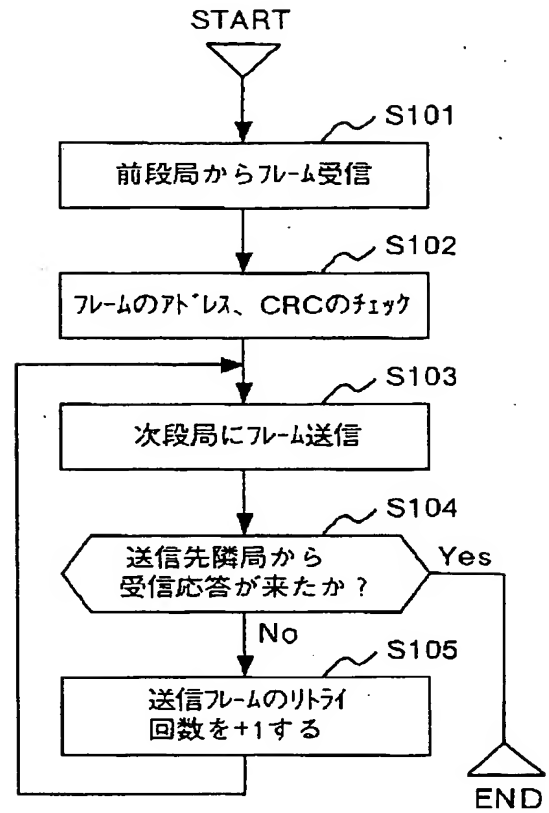 START
S101
前段局からﾌﾚｰﾑ受信
S102
ﾌﾚｰﾑのｱﾄﾞﾚｽ、CRCのﾁｪｯｸ
S103
次段局にﾌﾚｰﾑ送信
S104
送信先隣局から
受信応答が来たか？
Yes
No
S105
送信ﾌﾚｰﾑのﾘﾄﾗｲ
回数を+1する
END